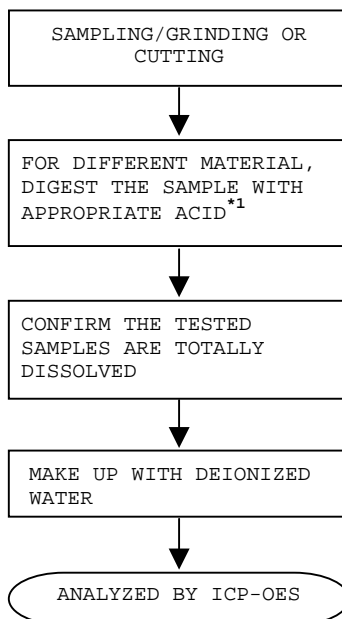 SAMPLING/GRINDING OR
CUTTING
FOR DIFFERENT MATERIAL,
DIGEST THE SAMPLE WITH
APPROPRIATE ACID*1
CONFIRM THE TESTED
SAMPLES ARE TOTALLY
DISSOLVED
MAKE UP WITH DEIONIZED
WATER
ANALYZED BY ICP-OES